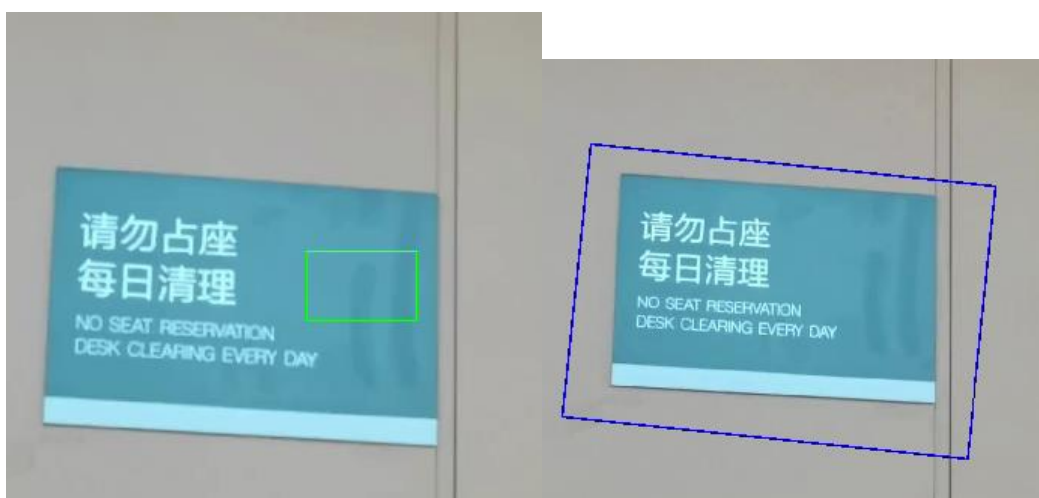 请勿占座
每日清理
NO SEAT RESERVATION
DESK CLEARING EVERY DAY
请勿占座
每日清理
NO SEAT RESERVATION
DESK CLEARING EVERY DAY